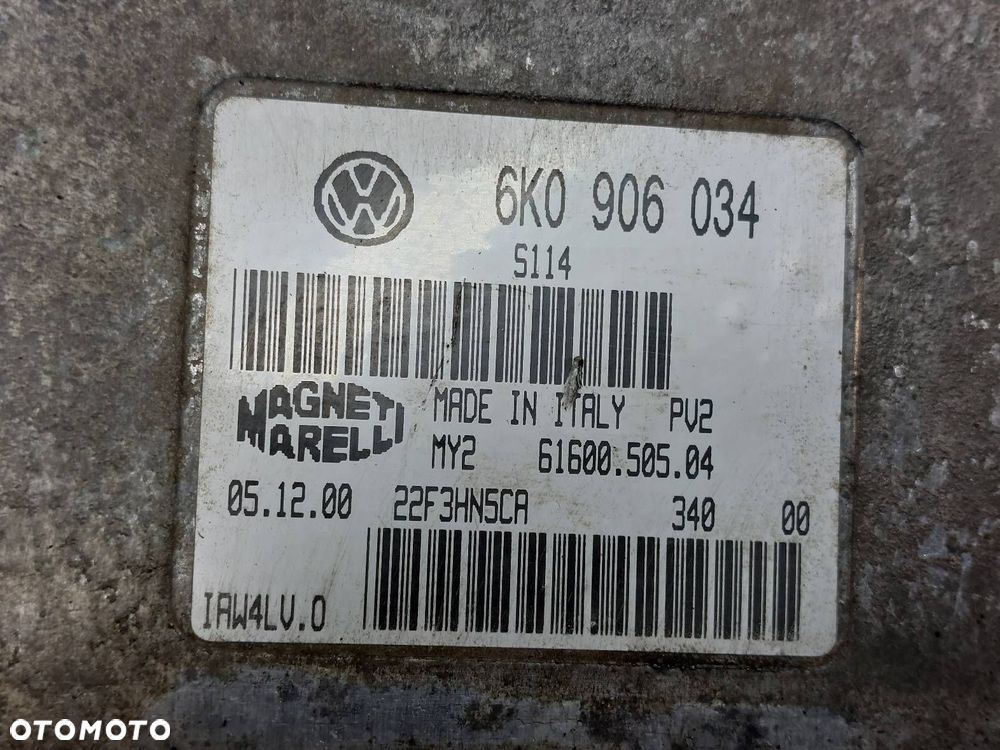 6K0 906 034
S114
MAGNETI
MARELLI
MADE IN ITALY PV2
MY2 61600.505.04
05.12.00 22F3HN5CA 340 00
IAW4LV.0
OTOMOTO